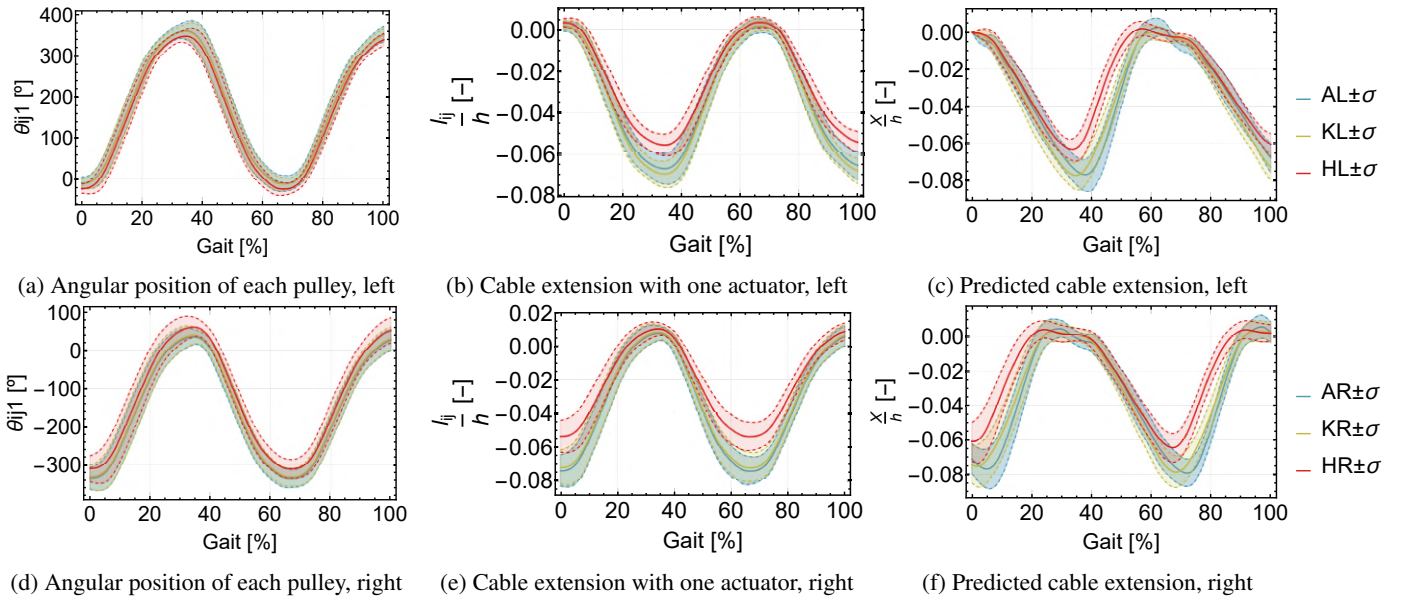 400
300
200
100
0
θij1 [º]
0 20 40 60 80 100
Gait [%]
(a) Angular position of each pulley, left
0.00
−0.02
−0.04
−0.06
−0.08
lij/h [−]
0 20 40 60 80 100
Gait [%]
(b) Cable extension with one actuator, left
0.00
−0.02
−0.04
−0.06
−0.08
x/h [−]
0 20 40 60 80 100
Gait [%]
(c) Predicted cable extension, left
AL±σ
KL±σ
HL±σ
100
0
−100
−200
−300
θij1 [º]
0 20 40 60 80 100
Gait [%]
(d) Angular position of each pulley, right
0.02
0.00
−0.02
−0.04
−0.06
−0.08
lij/h [−]
0 20 40 60 80 100
Gait [%]
(e) Cable extension with one actuator, right
0.00
−0.02
−0.04
−0.06
−0.08
x/h [−]
0 20 40 60 80 100
Gait [%]
(f) Predicted cable extension, right
AR±σ
KR±σ
HR±σ